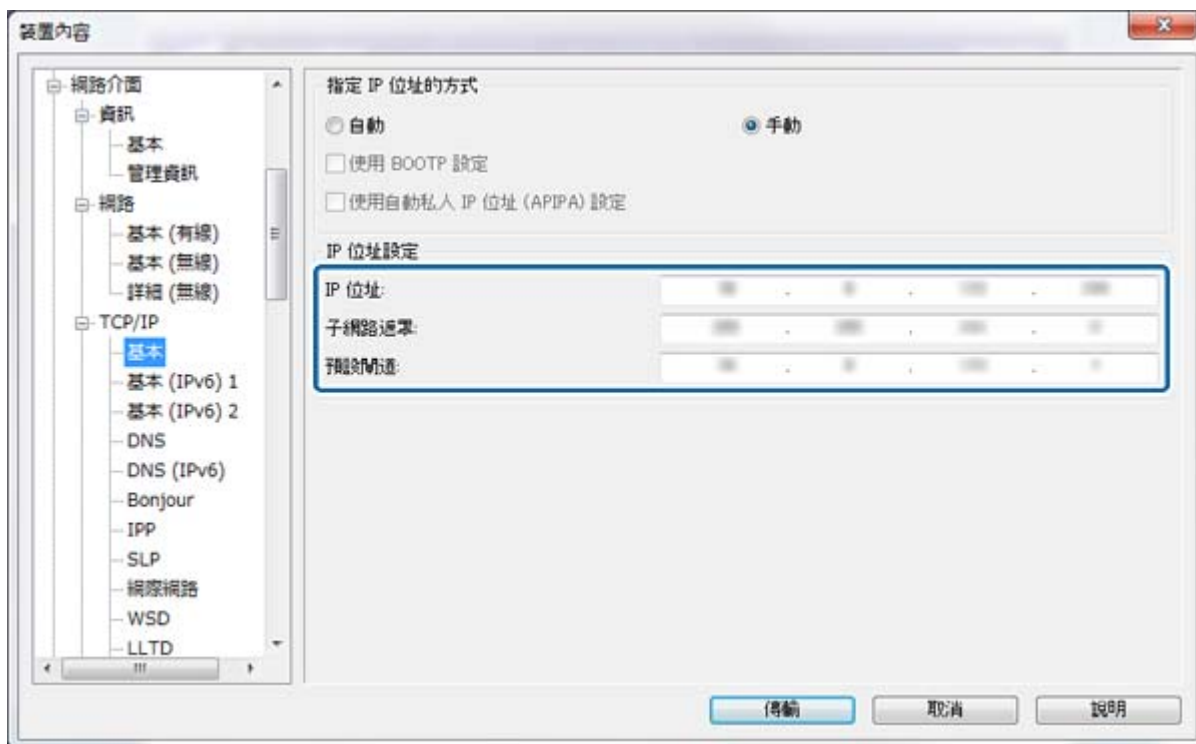 裝置內容
網路介面
資訊
基本
管理資訊
網路
基本 (有線)
基本 (無線)
詳細 (無線)
TCP/IP
基本
基本 (IPv6) 1
基本 (IPv6) 2
DNS
DNS (IPv6)
Bonjour
IPP
SLP
網際網路
WSD
LLTD
指定 IP 位址的方式
自動
手動
使用 BOOTP 設定
使用自動私人 IP 位址 (APIPA) 設定
IP 位址設定
IP 位址:
子網路遮罩:
預設閘道:
傳輸
取消
說明